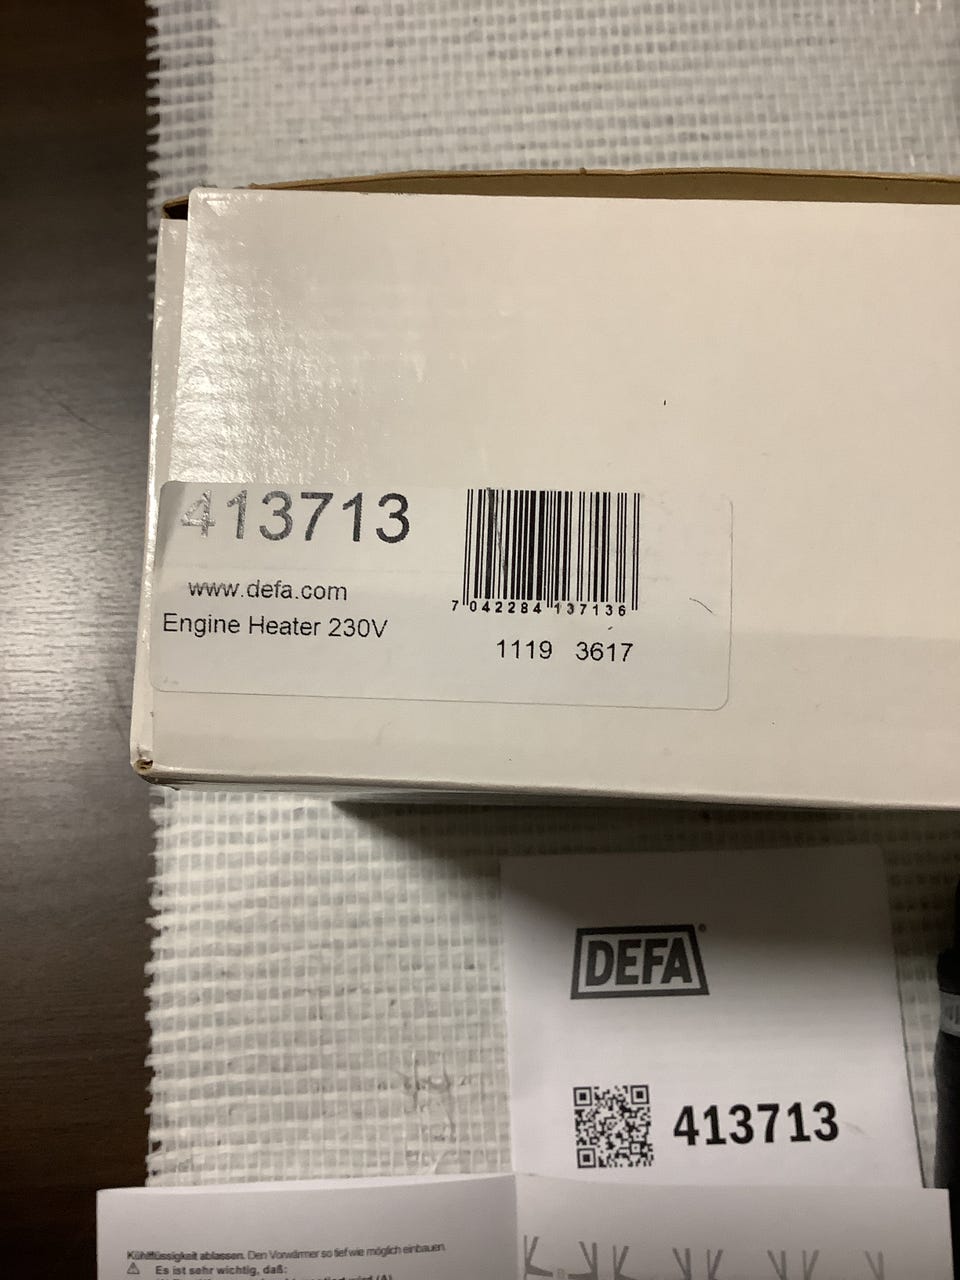 413713
www.defa.com
Engine Heater 230V
7 042284 137136
1119 3617
DEFA
413713
Kühlflüssigkeit ablassen. Den Vorwärmer so tief wie möglich einbauen
⚠ Es ist sehr wichtig, daß:
(A)